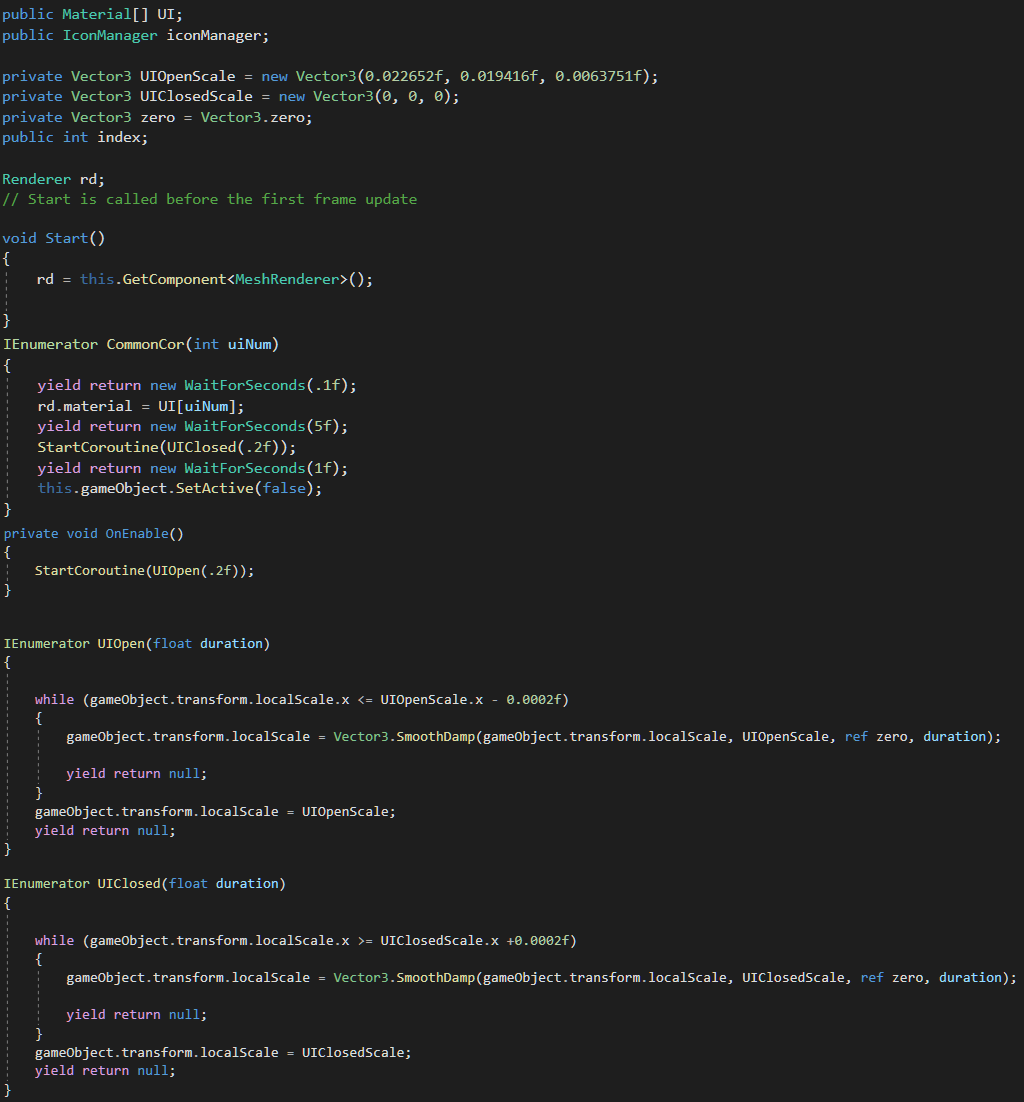 public Material[] UI;
public IconManager iconManager;
private Vector3 UIOpenScale = new Vector3(0.022652f, 0.019416f, 0.0063751f);
private Vector3 UIClosedScale = new Vector3(0, 0, 0);
private Vector3 zero = Vector3.zero;
public int index;
Renderer rd;
// Start is called before the first frame update
void Start()
{
rd = this.GetComponent<MeshRenderer>();
}
IEnumerator CommonCor(int uiNum)
{
yield return new WaitForSeconds(.1f);
rd.material = UI[uiNum];
yield return new WaitForSeconds(5f);
StartCoroutine(UIClosed(.2f));
yield return new WaitForSeconds(1f);
this.gameObject.SetActive(false);
}
private void OnEnable()
{
StartCoroutine(UIOpen(.2f));
}
IEnumerator UIOpen(float duration)
{
while (gameObject.transform.localScale.x <= UIOpenScale.x - 0.0002f)
{
gameObject.transform.localScale = Vector3.SmoothDamp(gameObject.transform.localScale, UIOpenScale, ref zero, duration);
yield return null;
}
gameObject.transform.localScale = UIOpenScale;
yield return null;
}
IEnumerator UIClosed(float duration)
{
while (gameObject.transform.localScale.x >= UIClosedScale.x +0.0002f)
{
gameObject.transform.localScale = Vector3.SmoothDamp(gameObject.transform.localScale, UIClosedScale, ref zero, duration);
yield return null;
}
gameObject.transform.localScale = UIClosedScale;
yield return null;
}